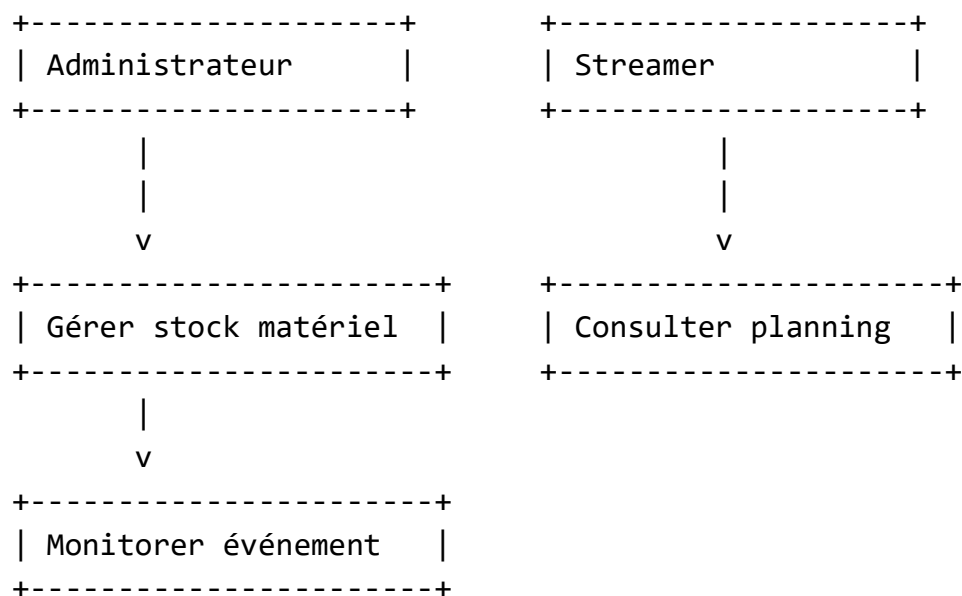 Administrateur
Streamer
Gérer stock matériel
Consulter planning
Monitorer événement